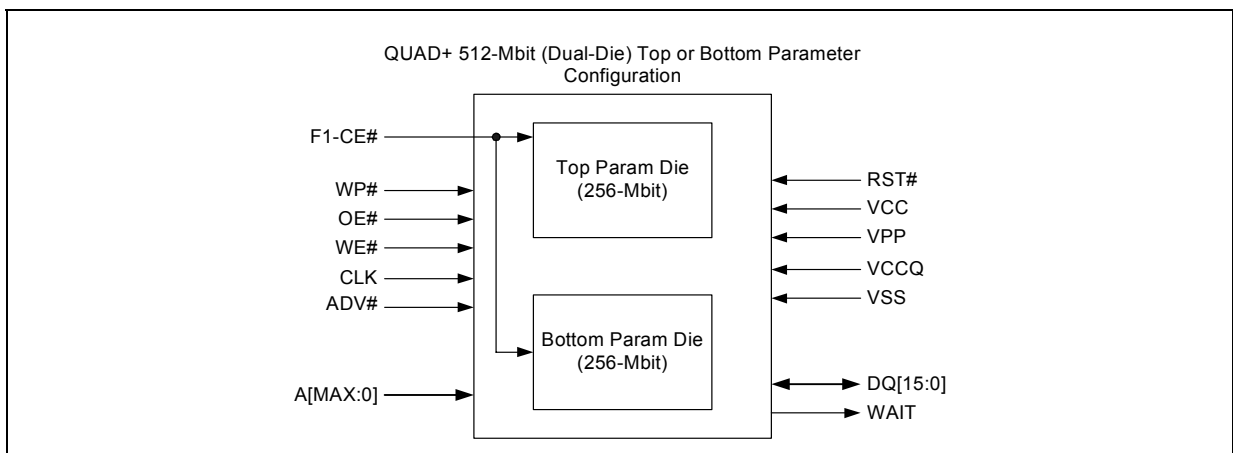 QUAD+ 512-Mbit (Dual-Die) Top or Bottom Parameter
Configuration
F1-CE#
WP#
OE#
WE#
CLK
ADV#
A[MAX:0]
Top Param Die
(256-Mbit)
Bottom Param Die
(256-Mbit)
RST#
VCC
VPP
VCCQ
VSS
DQ[15:0]
WAIT